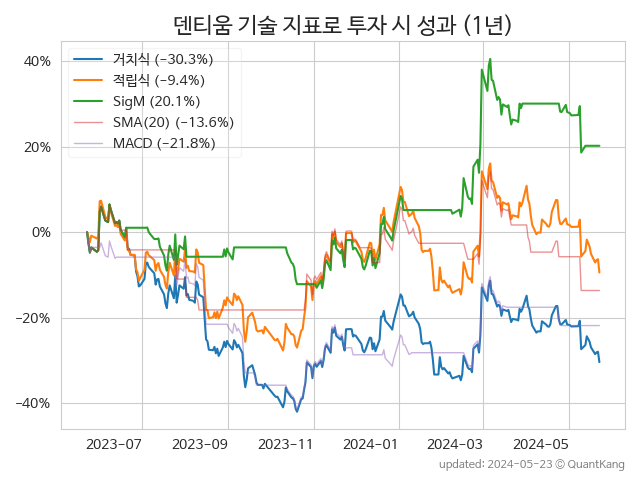 덴티움 기술 지표로 투자 시 성과 (1년)
거치식 (−30.3%)
적립식 (−9.4%)
SigM (20.1%)
SMA(20) (−13.6%)
MACD (−21.8%)
40%
20%
0%
−20%
−40%
2023−07 2023−09 2023−11 2024−01 2024−03 2024−05
updated: 2024−05−23 ⓒ QuantKang